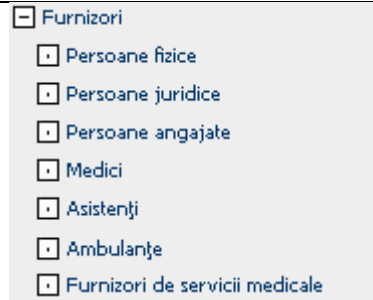 Furnizori
Persoane fizice
Persoane juridice
Persoane angajate
Medici
Asistenţi
Ambulanţe
Furnizori de servicii medicale